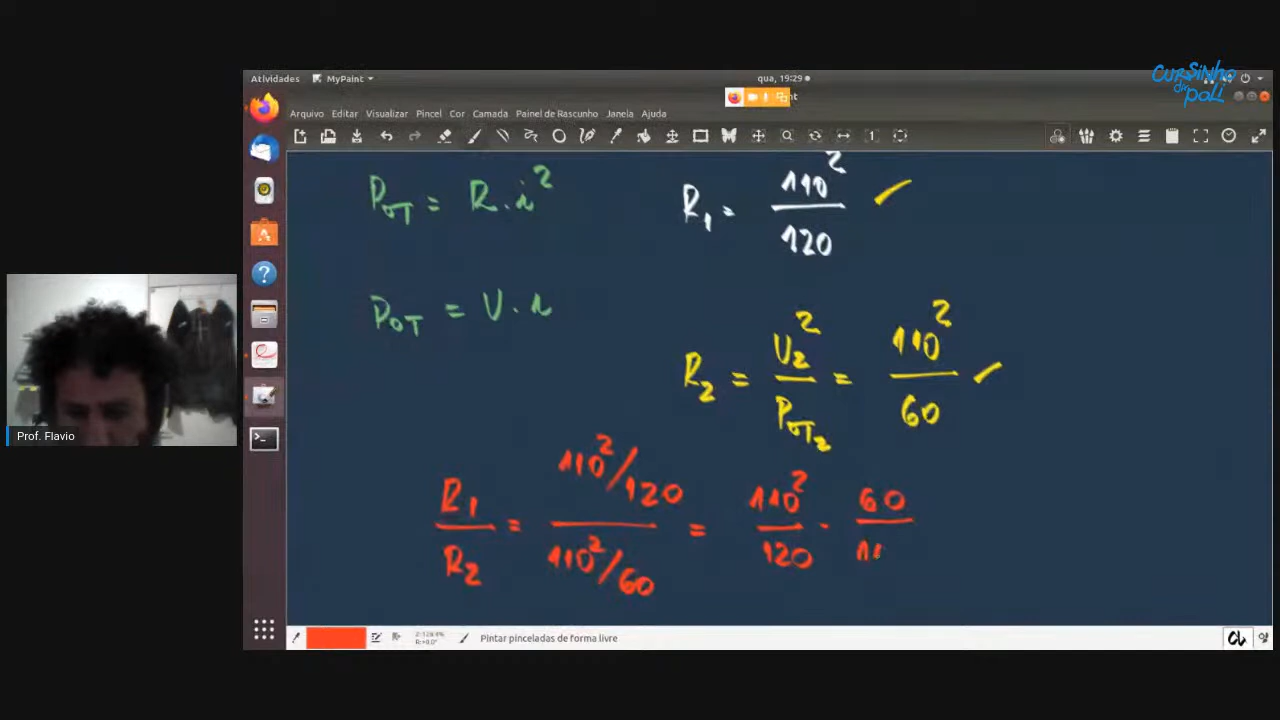 CURSINHO
da
POLI
Atividades MyPaint qua, 19:29
nt
Arquivo Editar Visualizar Pincel Cor Camada Painel de Rascunho Janela Ajuda
POT = R . i²
R₁ = 110² / 120
POT = V . i
R₂ = U₂² / POT₂ = 110² / 60
R₁ / R₂ = (110²/120) / (110²/60) = 110² / 120 . 60 / 11
Prof. Flavio
Pintar pinceladas de forma livre